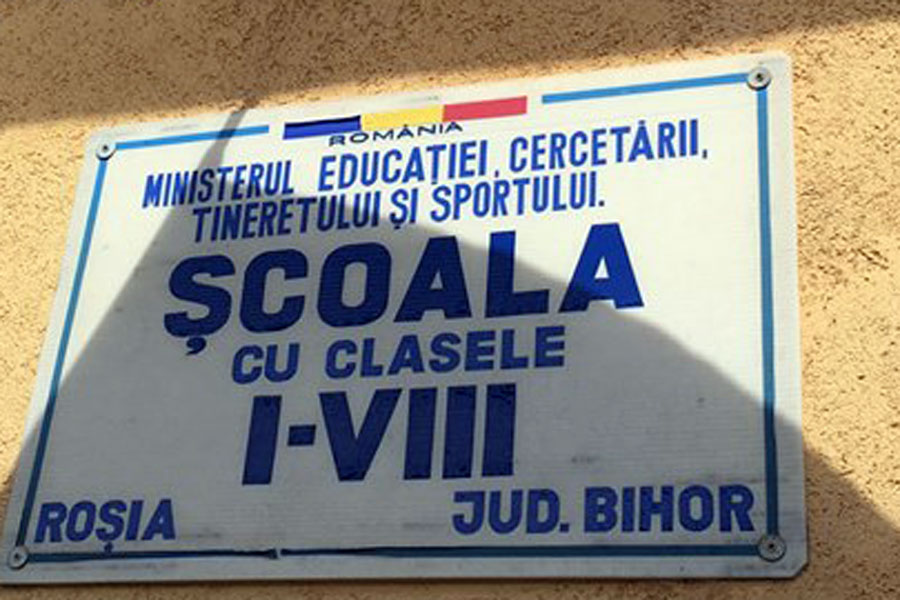 ROMÂNIA
MINISTERUL EDUCAȚIEI, CERCETĂRII,
TINERETULUI ȘI SPORTULUI.
ȘCOALA
CU CLASELE
I-VIII
ROȘIA JUD. BIHOR